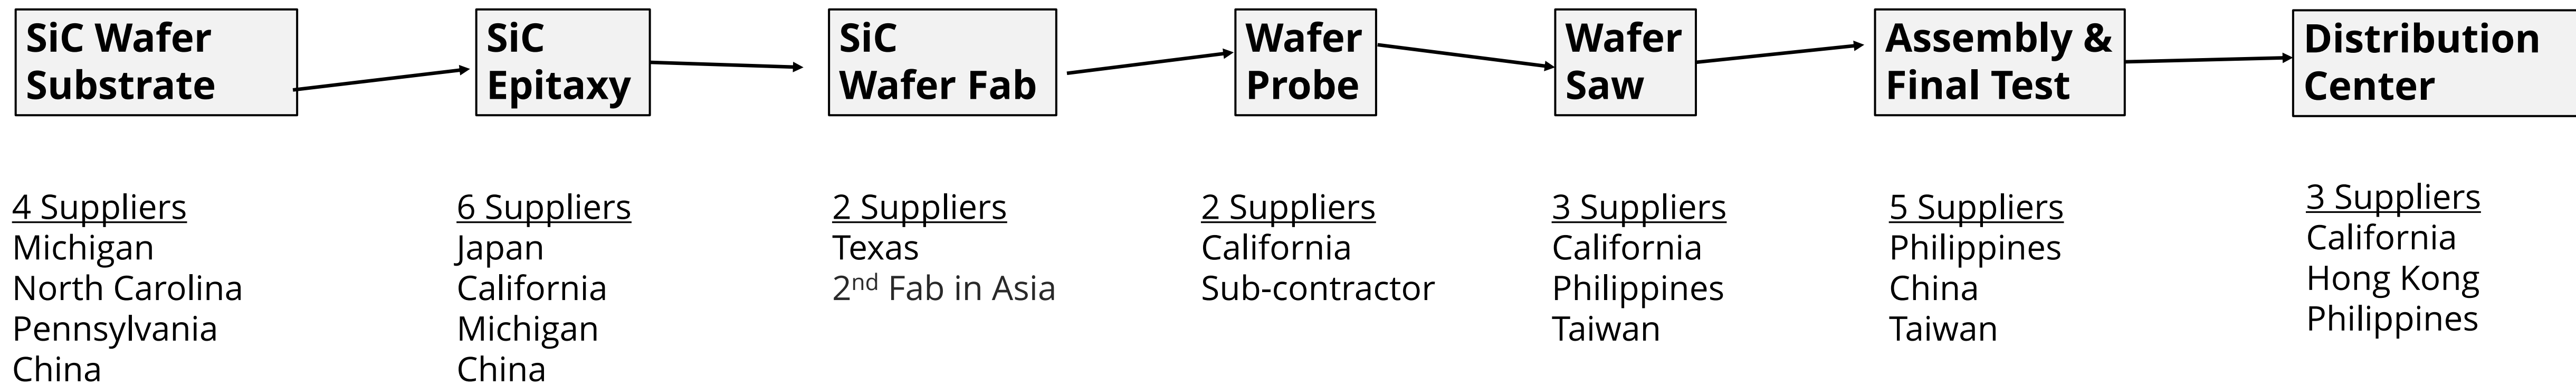 SiC Wafer
Substrate
SiC
Epitaxy
SiC
Wafer Fab
Wafer
Probe
Wafer
Saw
Assembly &
Final Test
Distribution
Center
4 Suppliers
Michigan
North Carolina
Pennsylvania
China
6 Suppliers
Japan
California
Michigan
China
2 Suppliers
Texas
2nd Fab in Asia
2 Suppliers
California
Sub-contractor
3 Suppliers
California
Philippines
Taiwan
5 Suppliers
Philippines
China
Taiwan
3 Suppliers
California
Hong Kong
Philippines